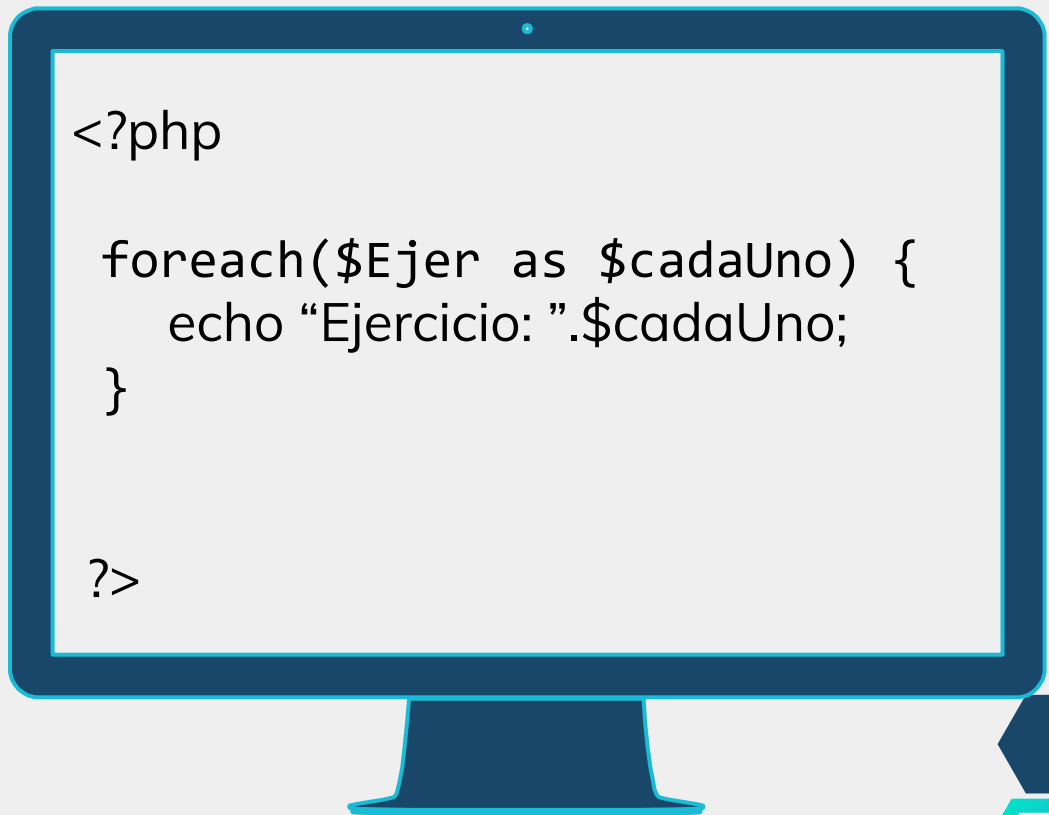 <?php
foreach($Ejer as $cadaUno) {
echo “Ejercicio: ”.$cadaUno;
}
?>